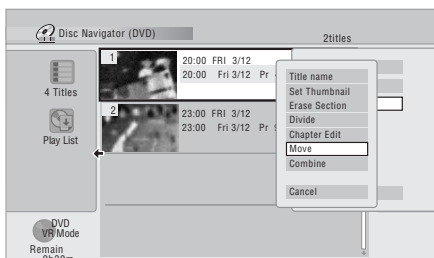 Disc Navigator (DVD)
2titles
4 Titles
Play List
1
20:00 FRI 3/12
20:00 Fri 3/12 Pr
2
23:00 FRI 3/12
23:00 Fri 3/12 Pr
Title name
Set Thumbnail
Erase Section
Divide
Chapter Edit
Move
Combine
Cancel
DVD
VR Mode
Remain